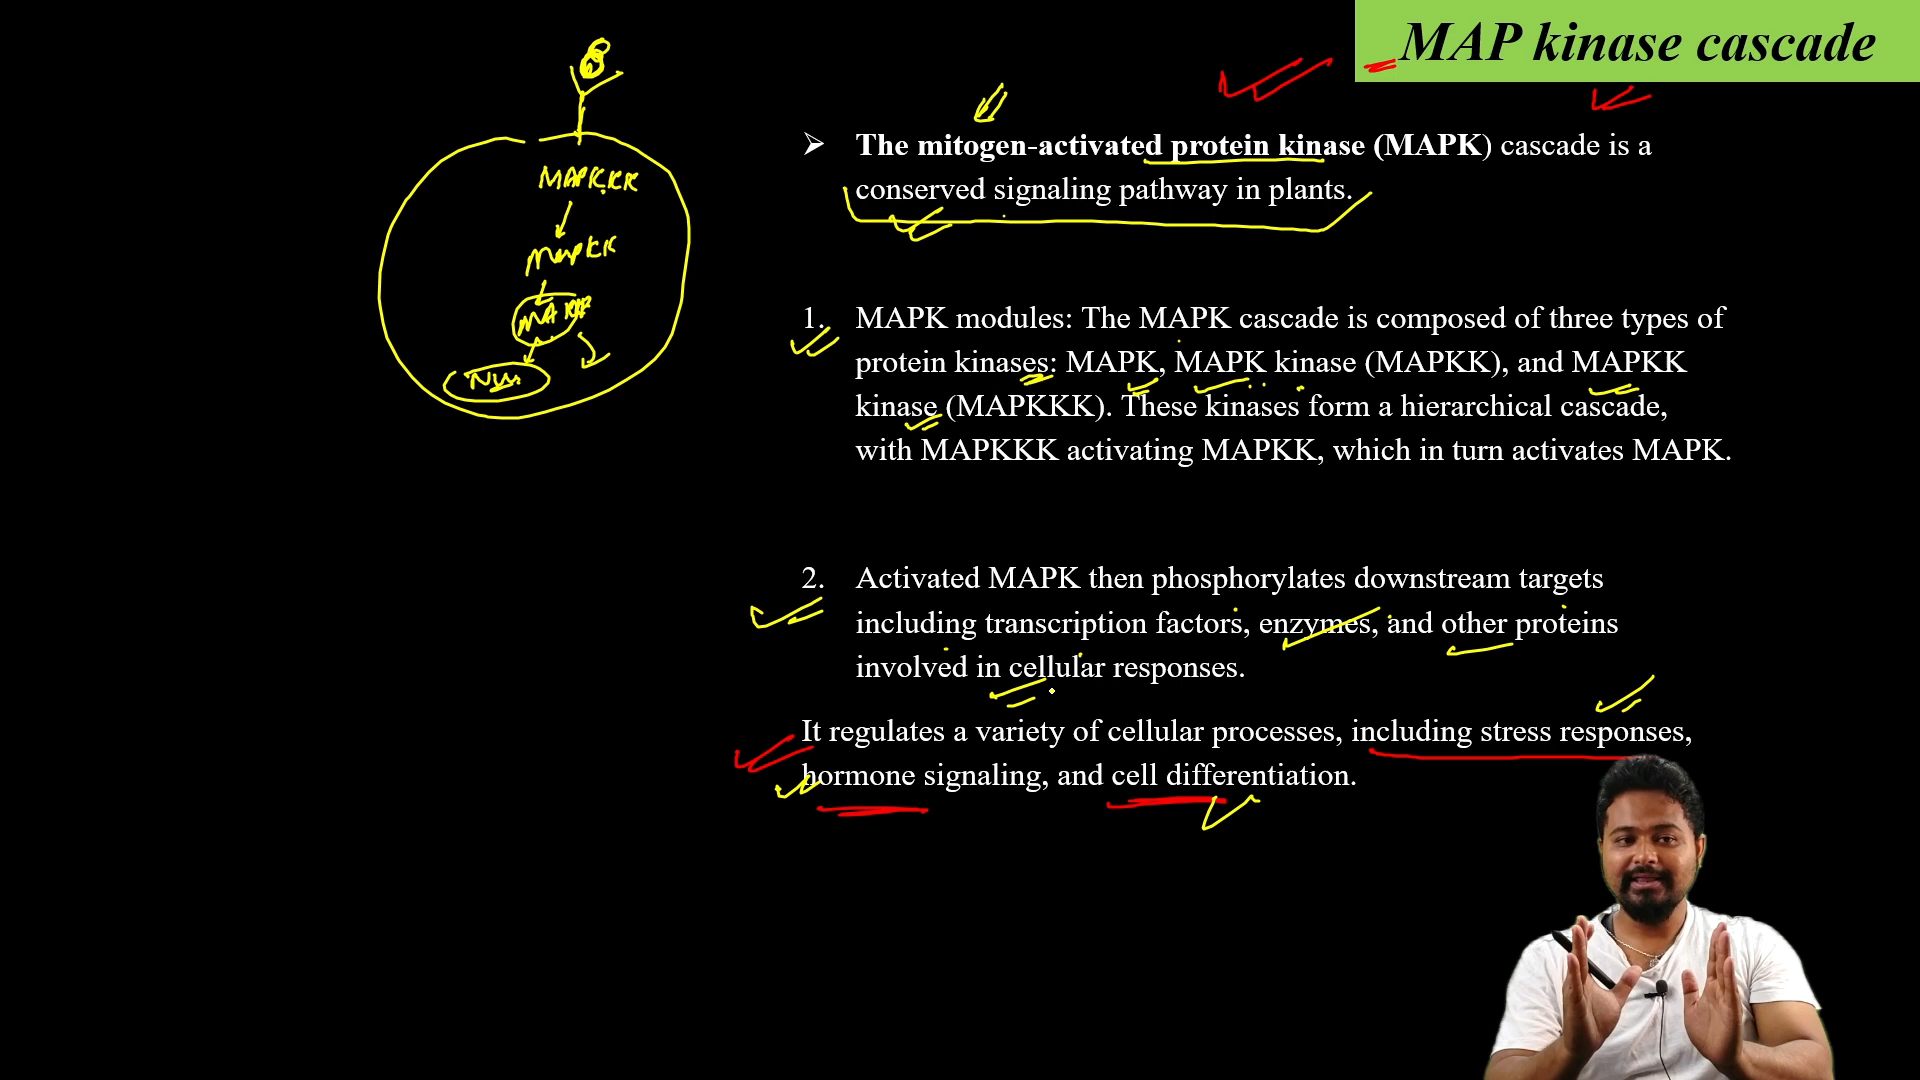 MAP kinase cascade
➢ The mitogen-activated protein kinase (MAPK) cascade is a
conserved signaling pathway in plants.
1. MAPK modules: The MAPK cascade is composed of three types of
protein kinases: MAPK, MAPK kinase (MAPKK), and MAPKK
kinase (MAPKKK). These kinases form a hierarchical cascade,
with MAPKKK activating MAPKK, which in turn activates MAPK.
2. Activated MAPK then phosphorylates downstream targets
including transcription factors, enzymes, and other proteins
involved in cellular responses.
It regulates a variety of cellular processes, including stress responses,
hormone signaling, and cell differentiation.
MAPKKK
MAPKK